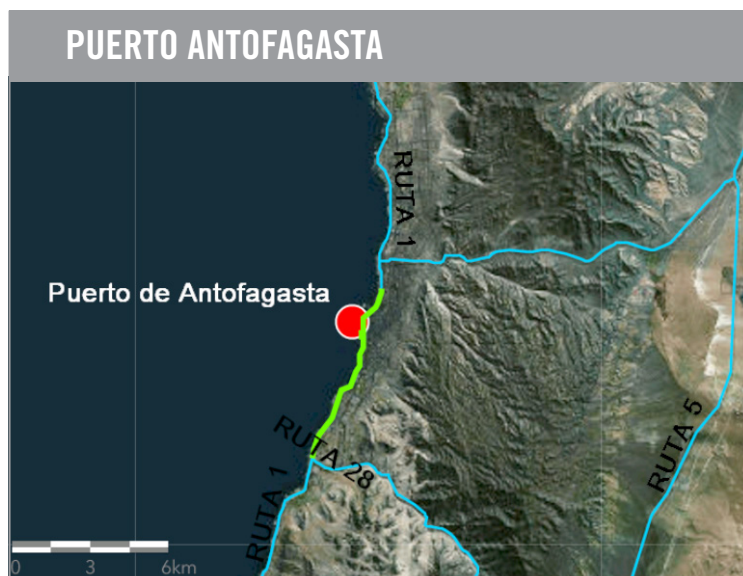 PUERTO ANTOFAGASTA
RUTA 1
Puerto de Antofagasta
RUTA 5
RUTA 28
RUTA 1
0 3 6km